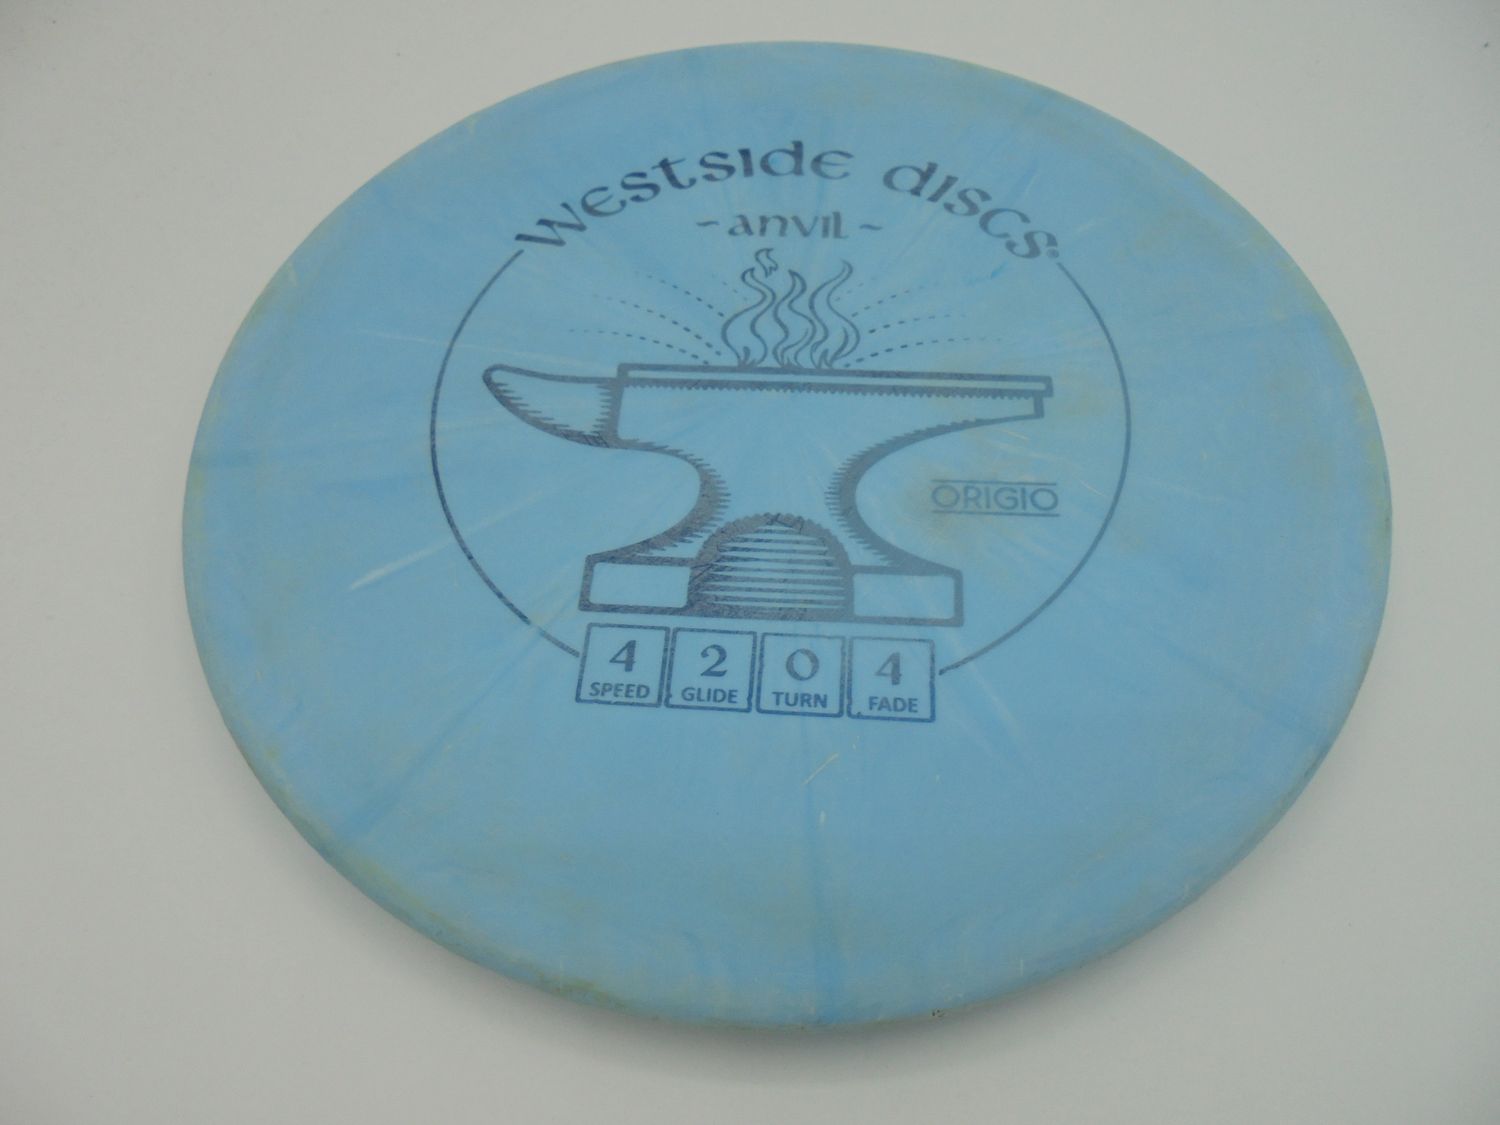 westside discs®
~anvil~
ORIGIO
4 2 0 4
SPEED GLIDE TURN FADE